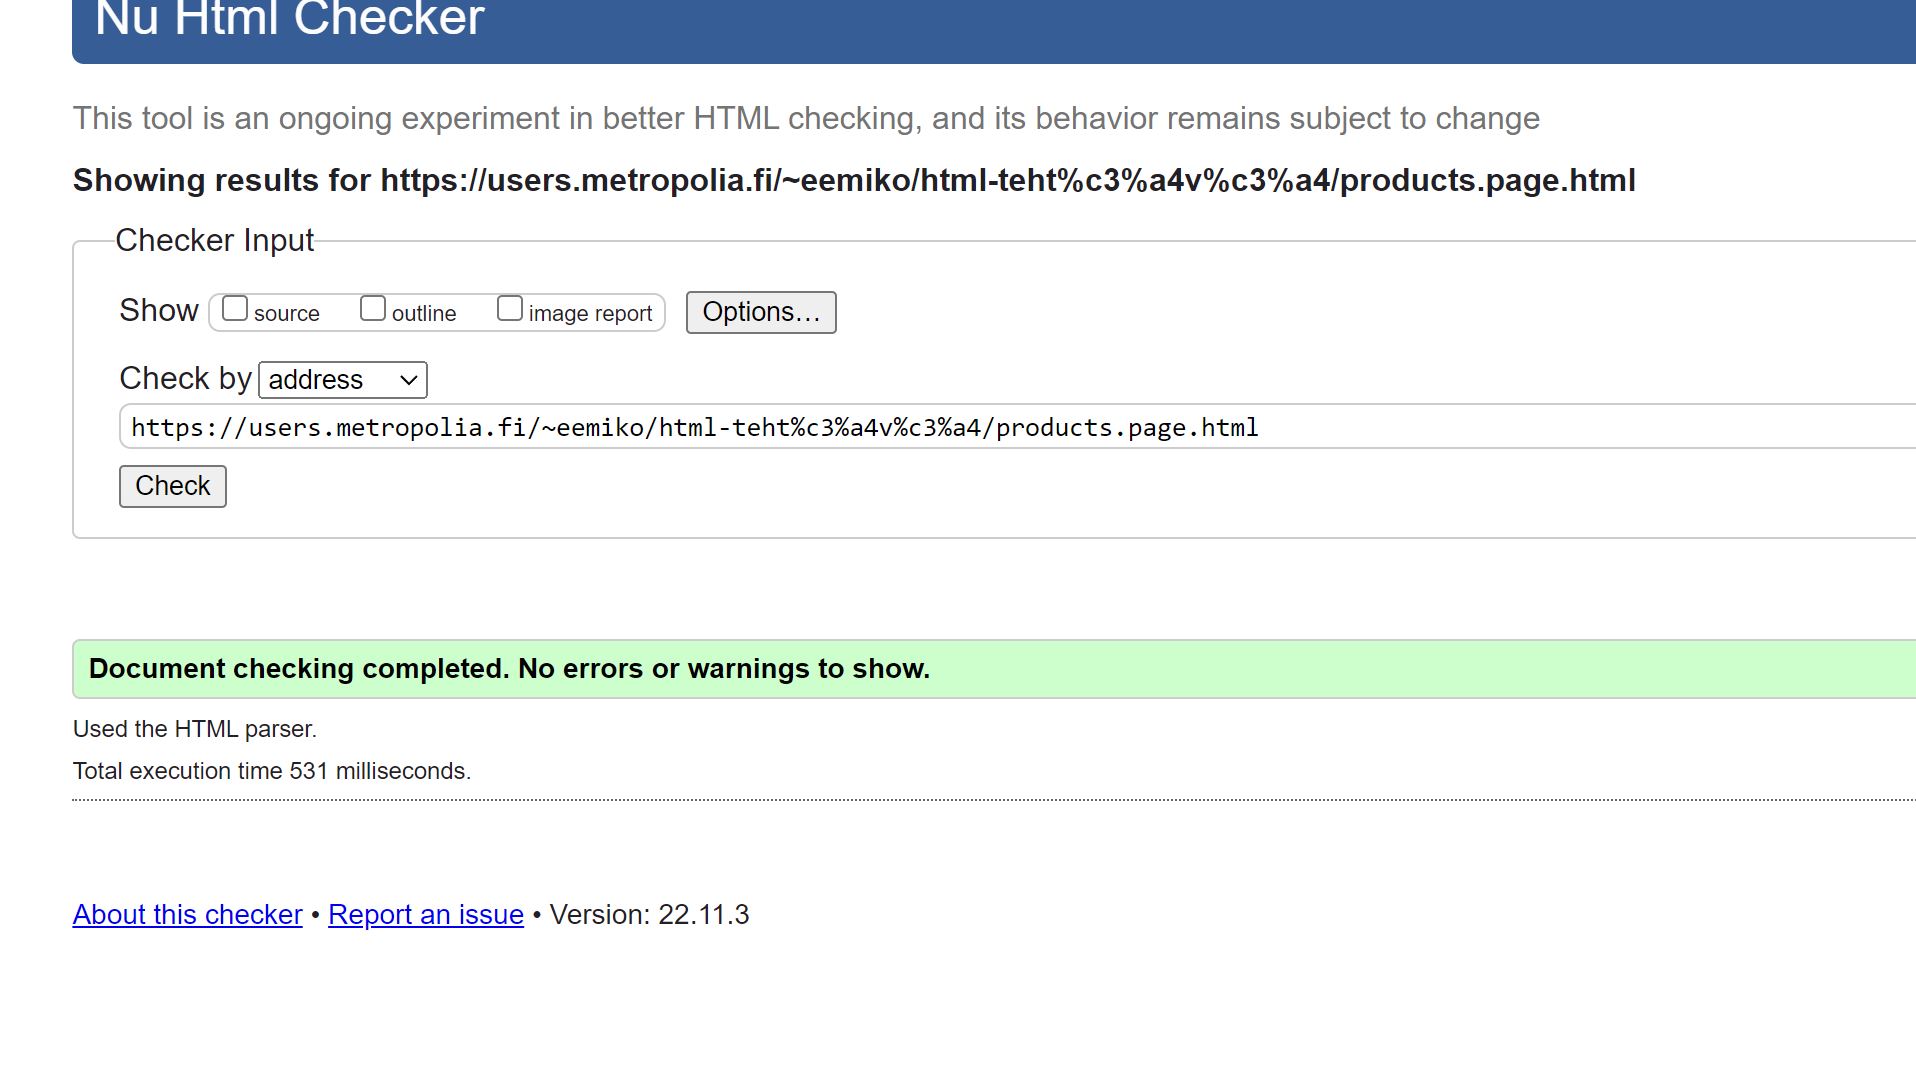 Nu Html Checker
This tool is an ongoing experiment in better HTML checking, and its behavior remains subject to change
Showing results for https://users.metropolia.fi/~eemiko/html-teht%c3%a4v%c3%a4/products.page.html
Checker Input
Show source outline image report Options…
Check by address
https://users.metropolia.fi/~eemiko/html-teht%c3%a4v%c3%a4/products.page.html
Check
Document checking completed. No errors or warnings to show.
Used the HTML parser.
Total execution time 531 milliseconds.
About this checker • Report an issue • Version: 22.11.3